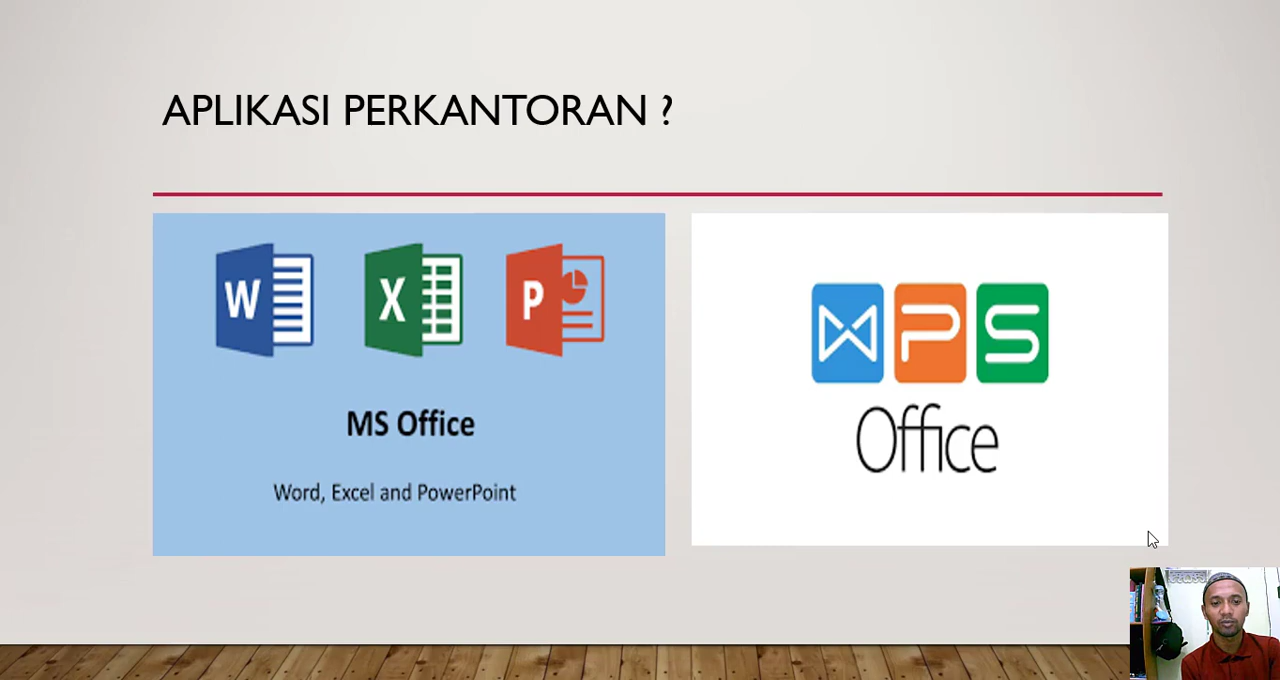 APLIKASI PERKANTORAN ?
W X P
MS Office
Word, Excel and PowerPoint
WPS
Office